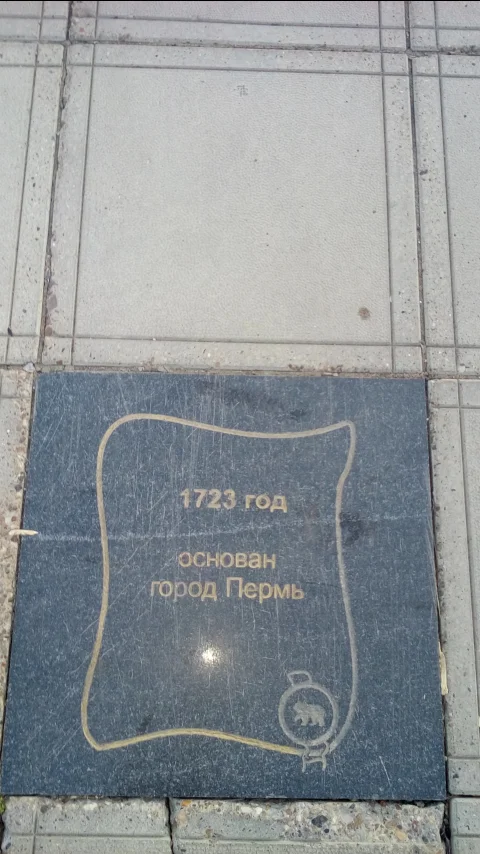 1723 год
основан
город Пермь